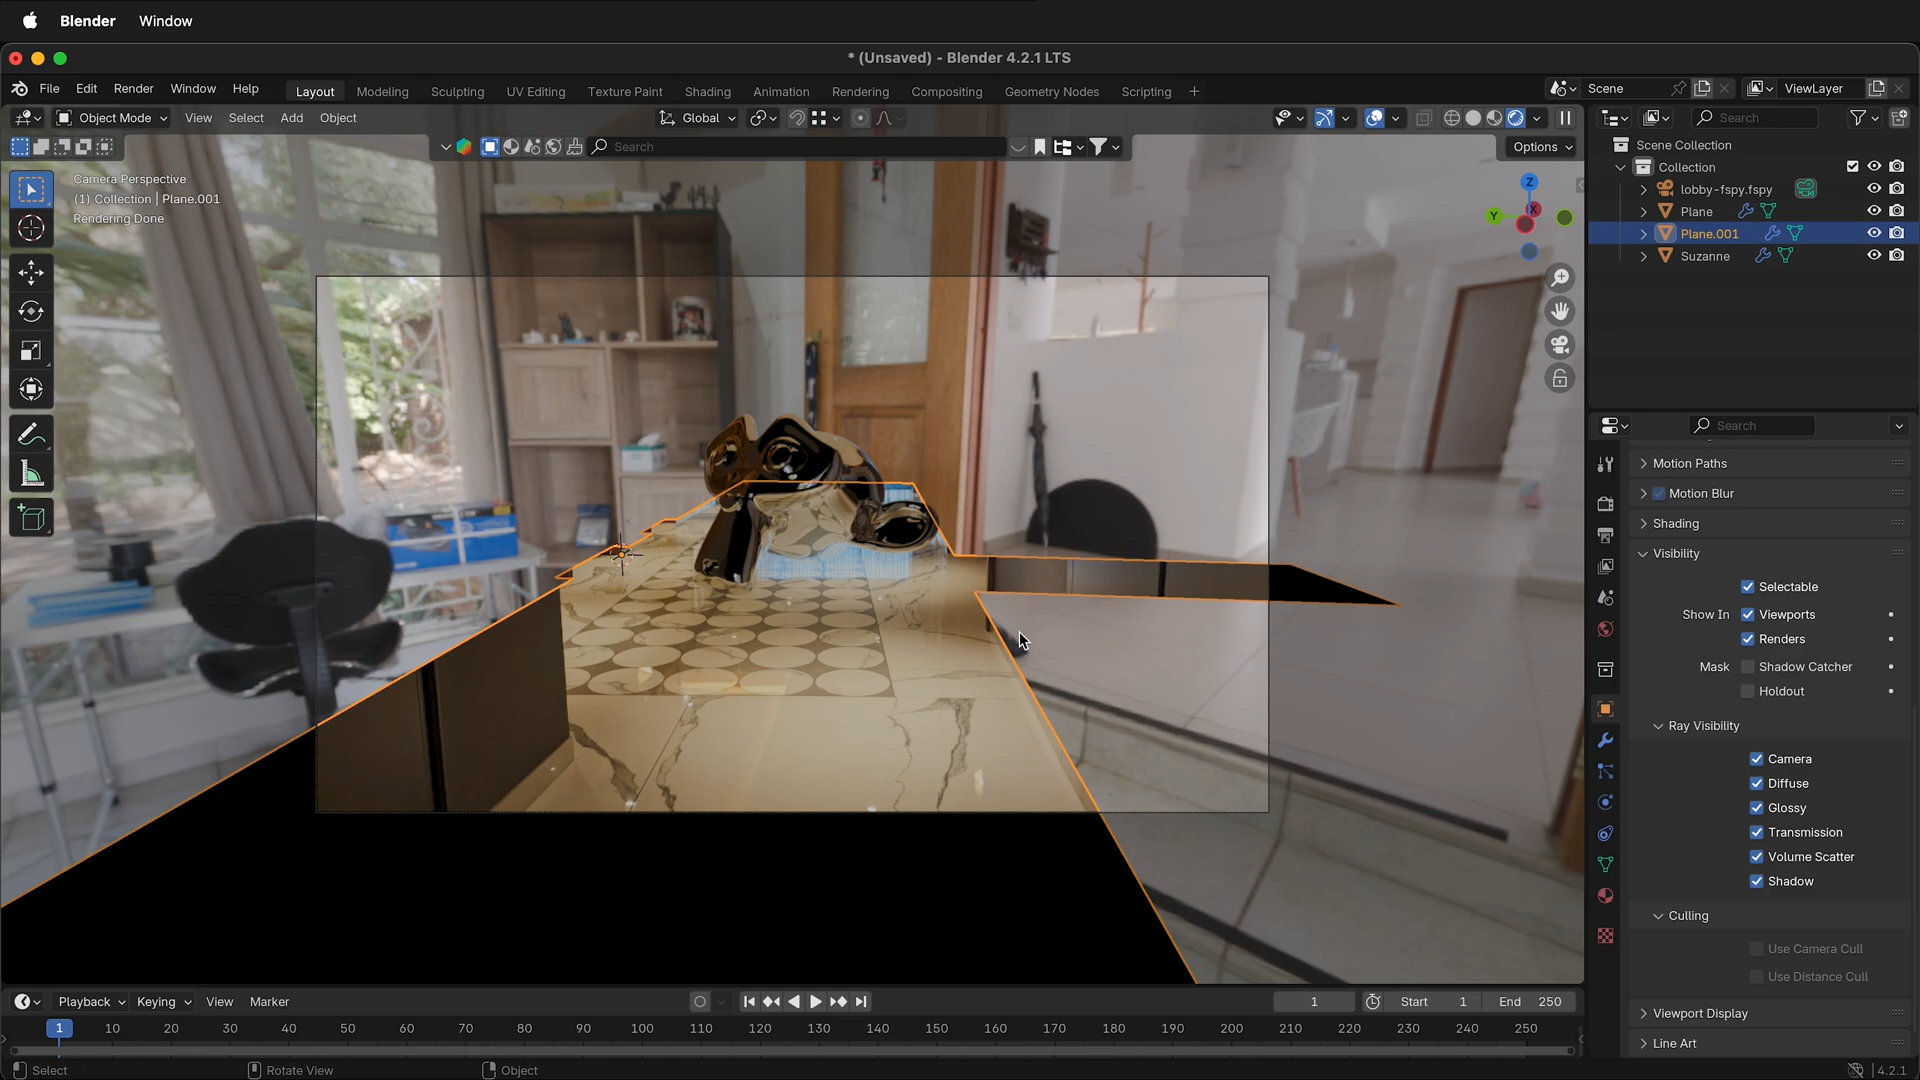 Blender Window
* (Unsaved) - Blender 4.2.1 LTS
File Edit Render Window Help Layout Modeling Sculpting UV Editing Texture Paint Shading Animation Rendering Compositing Geometry Nodes Scripting + Scene ViewLayer
Object Mode View Select Add Object Global Search
Search Options
Camera Perspective
(1) Collection | Plane.001
Rendering Done
Z
Y X
Scene Collection
Collection
lobby-fspy.fspy
Plane
Plane.001
Suzanne
Search
Motion Paths
Motion Blur
Shading
Visibility
Selectable
Show In Viewports
Renders
Mask Shadow Catcher
Holdout
Ray Visibility
Camera
Diffuse
Glossy
Transmission
Volume Scatter
Shadow
Culling
Use Camera Cull
Use Distance Cull
Viewport Display
Line Art
Playback Keying View Marker 1 Start 1 End 250
1 10 20 30 40 50 60 70 80 90 100 110 120 130 140 150 160 170 180 190 200 210 220 230 240 250
Select Rotate View Object 4.2.1